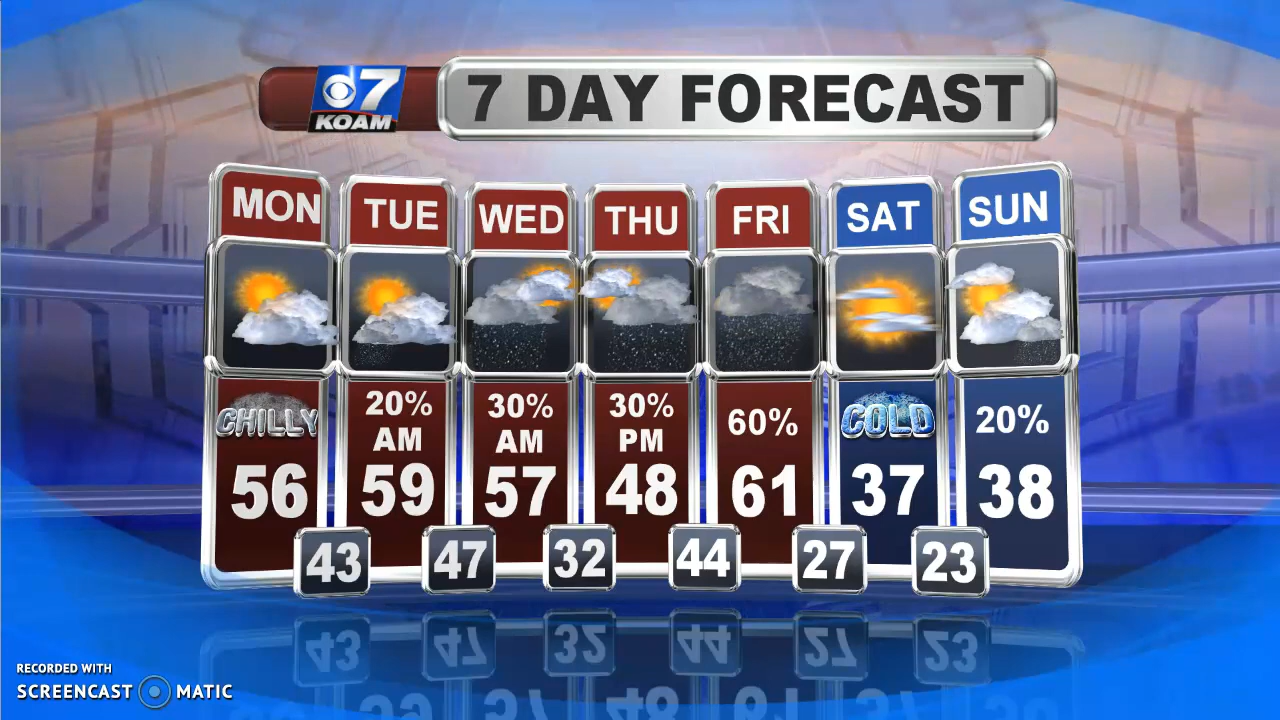 7
KOAM
7 DAY FORECAST
MON TUE WED THU FRI SAT SUN
CHILLY 20% AM 30% AM 30% PM 60% COLD 20%
56 59 57 48 61 37 38
43 47 32 44 27 23
RECORDED WITH
SCREENCAST MATIC